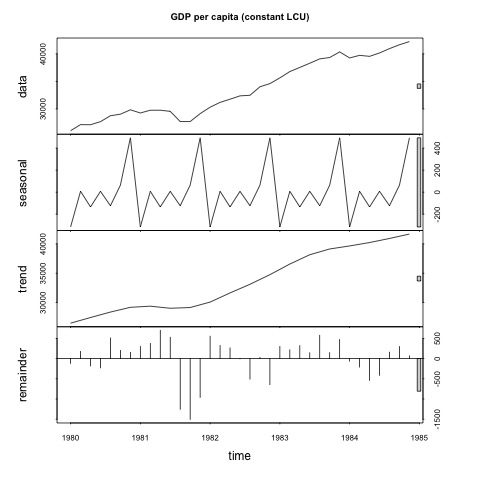 GDP per capita (constant LCU)
data
30000 40000
seasonal
-200 0 200 400
trend
30000 35000 40000
remainder
-1500 -500 0 500
1980 1981 1982 1983 1984 1985
time